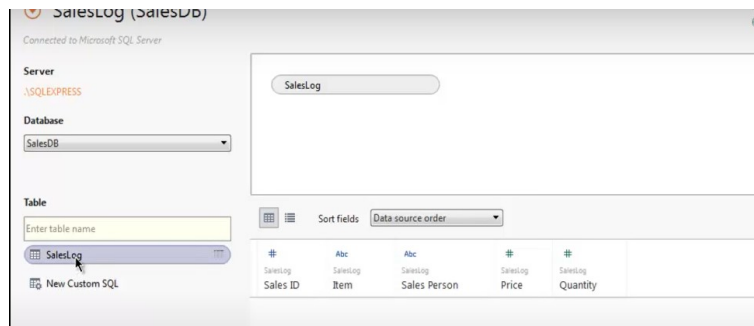 SalesLog (SalesDB)
Connected to Microsoft SQL Server
Server
.\SQLEXPRESS
Database
SalesDB
Table
Enter table name
SalesLog
New Custom SQL
SalesLog
Sort fields Data source order
# Abc Abc # #
SalesLog SalesLog SalesLog SalesLog SalesLog
Sales ID Item Sales Person Price Quantity